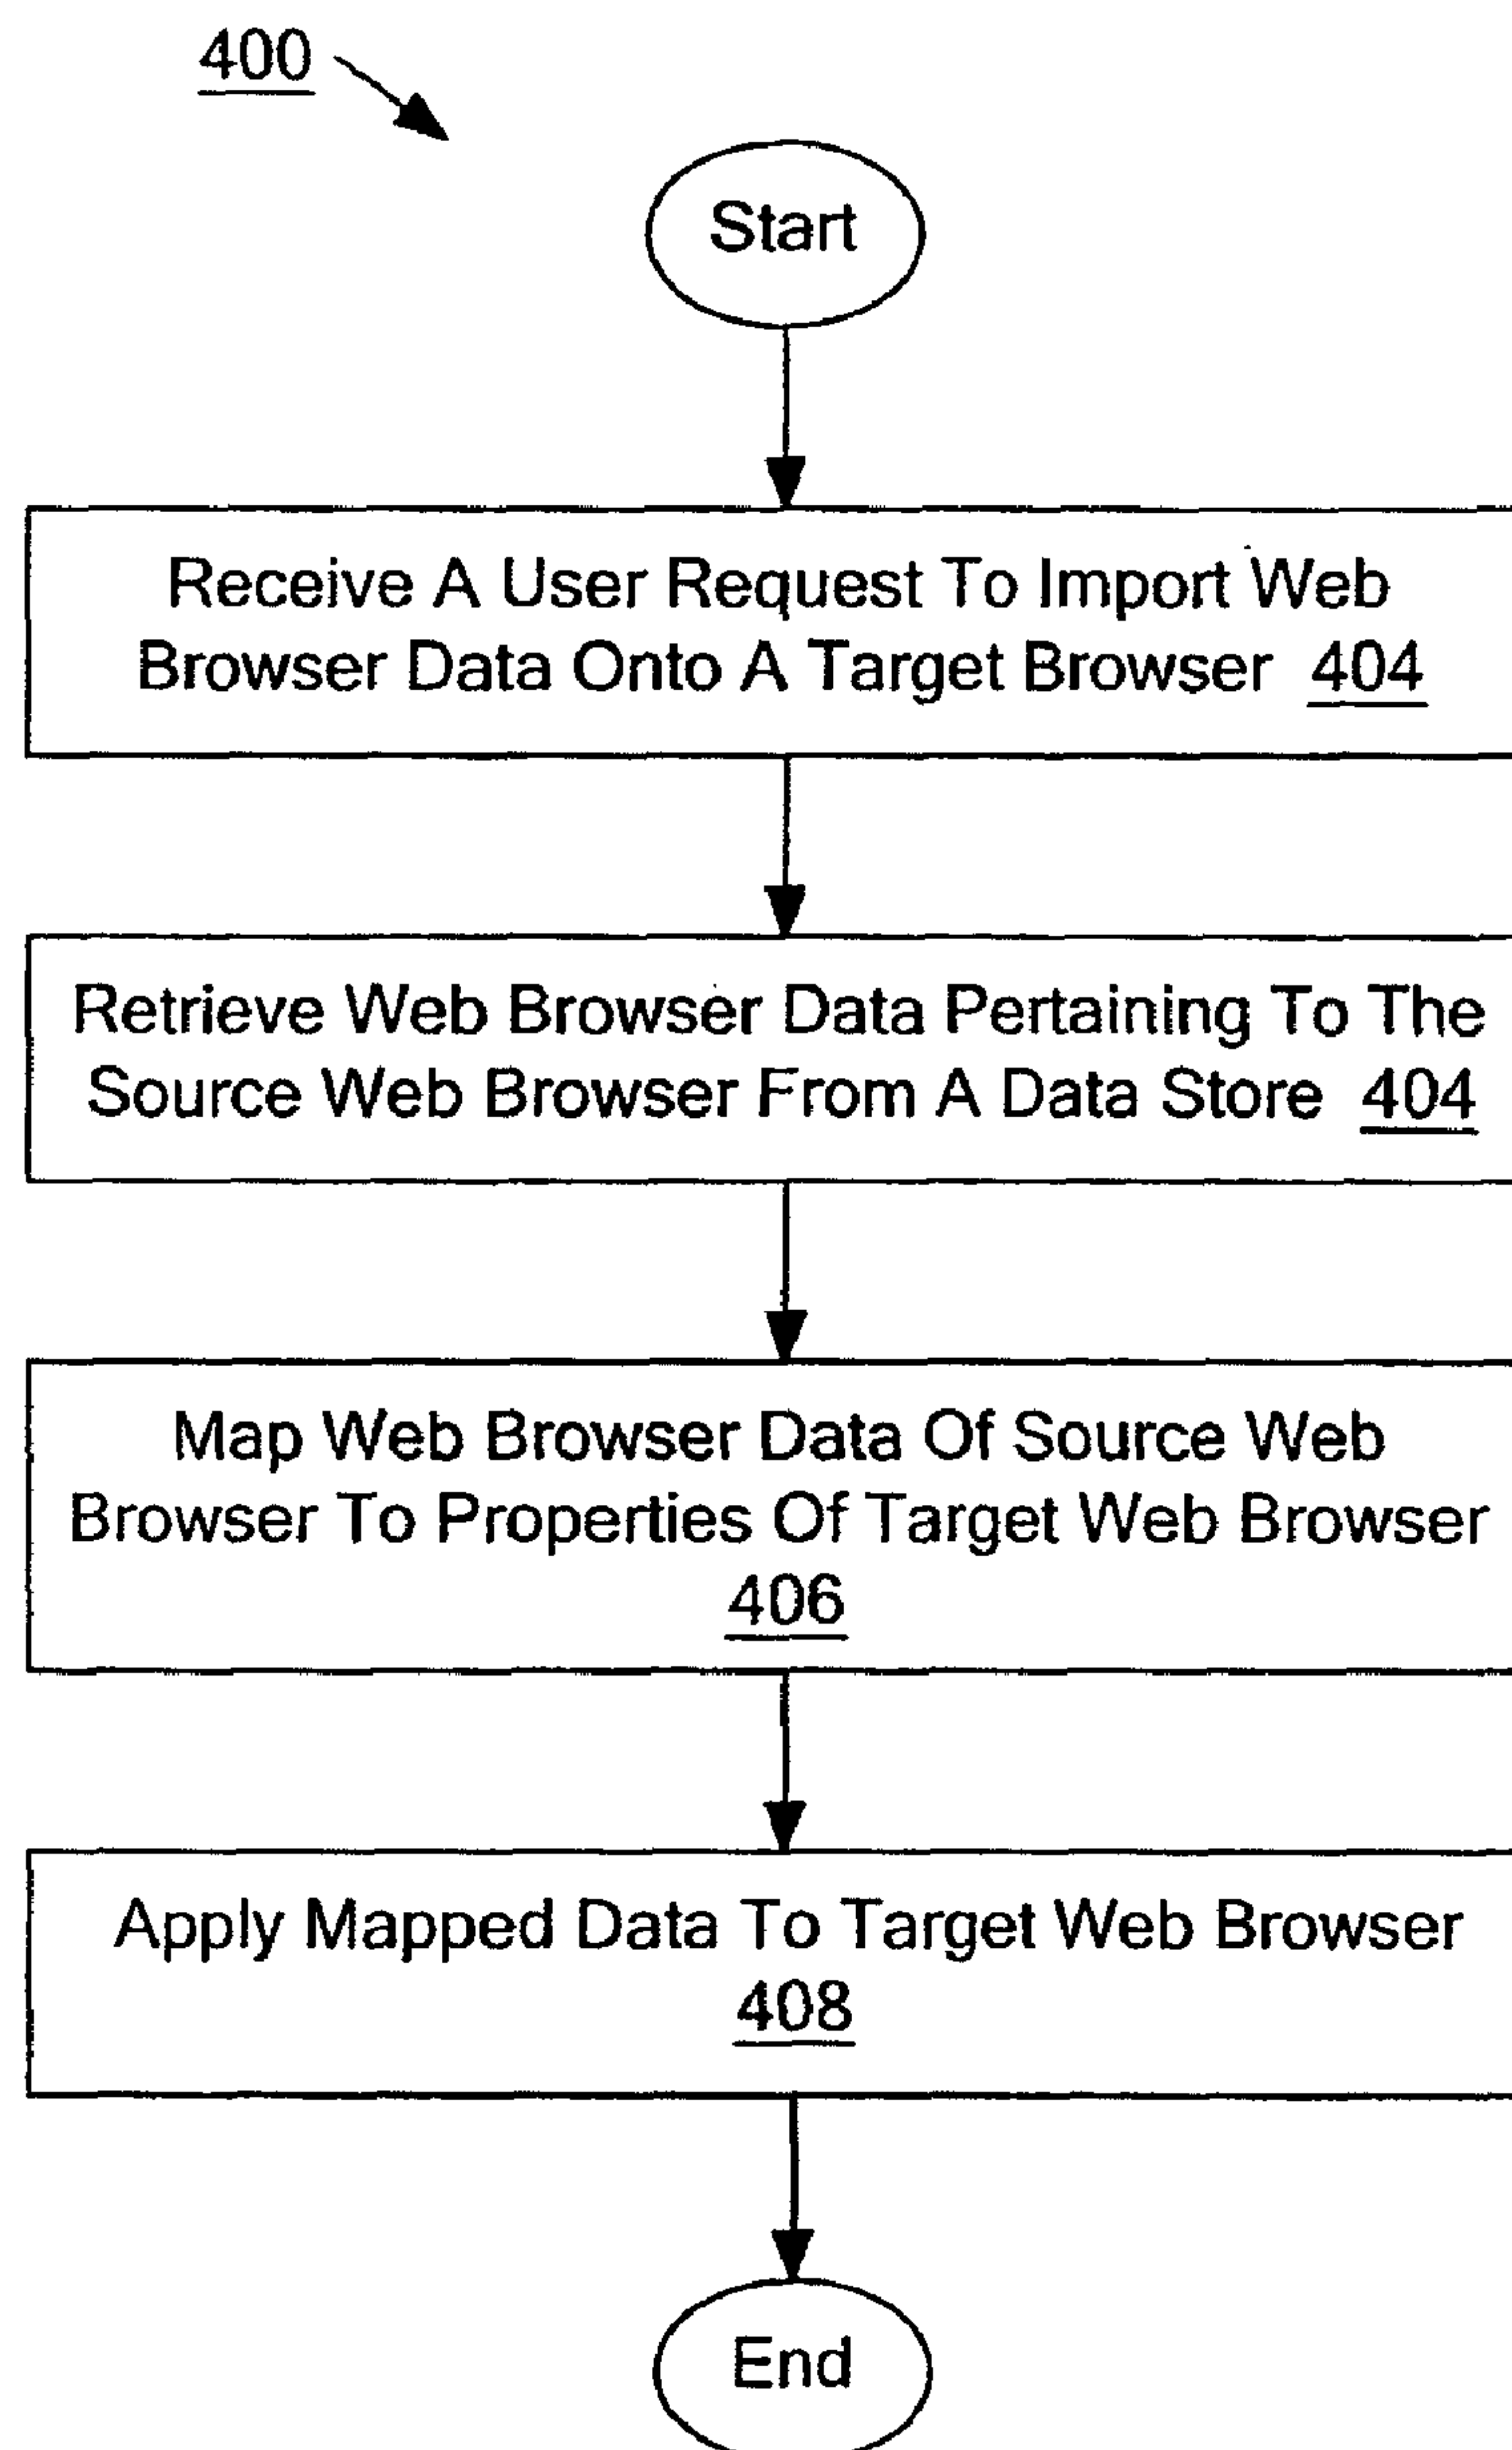 400
Start
Receive A User Request To Import Web
Browser Data Onto A Target Browser 404
Retrieve Web Browser Data Pertaining To The
Source Web Browser From A Data Store 404
Map Web Browser Data Of Source Web
Browser To Properties Of Target Web Browser
406
Apply Mapped Data To Target Web Browser
408
End